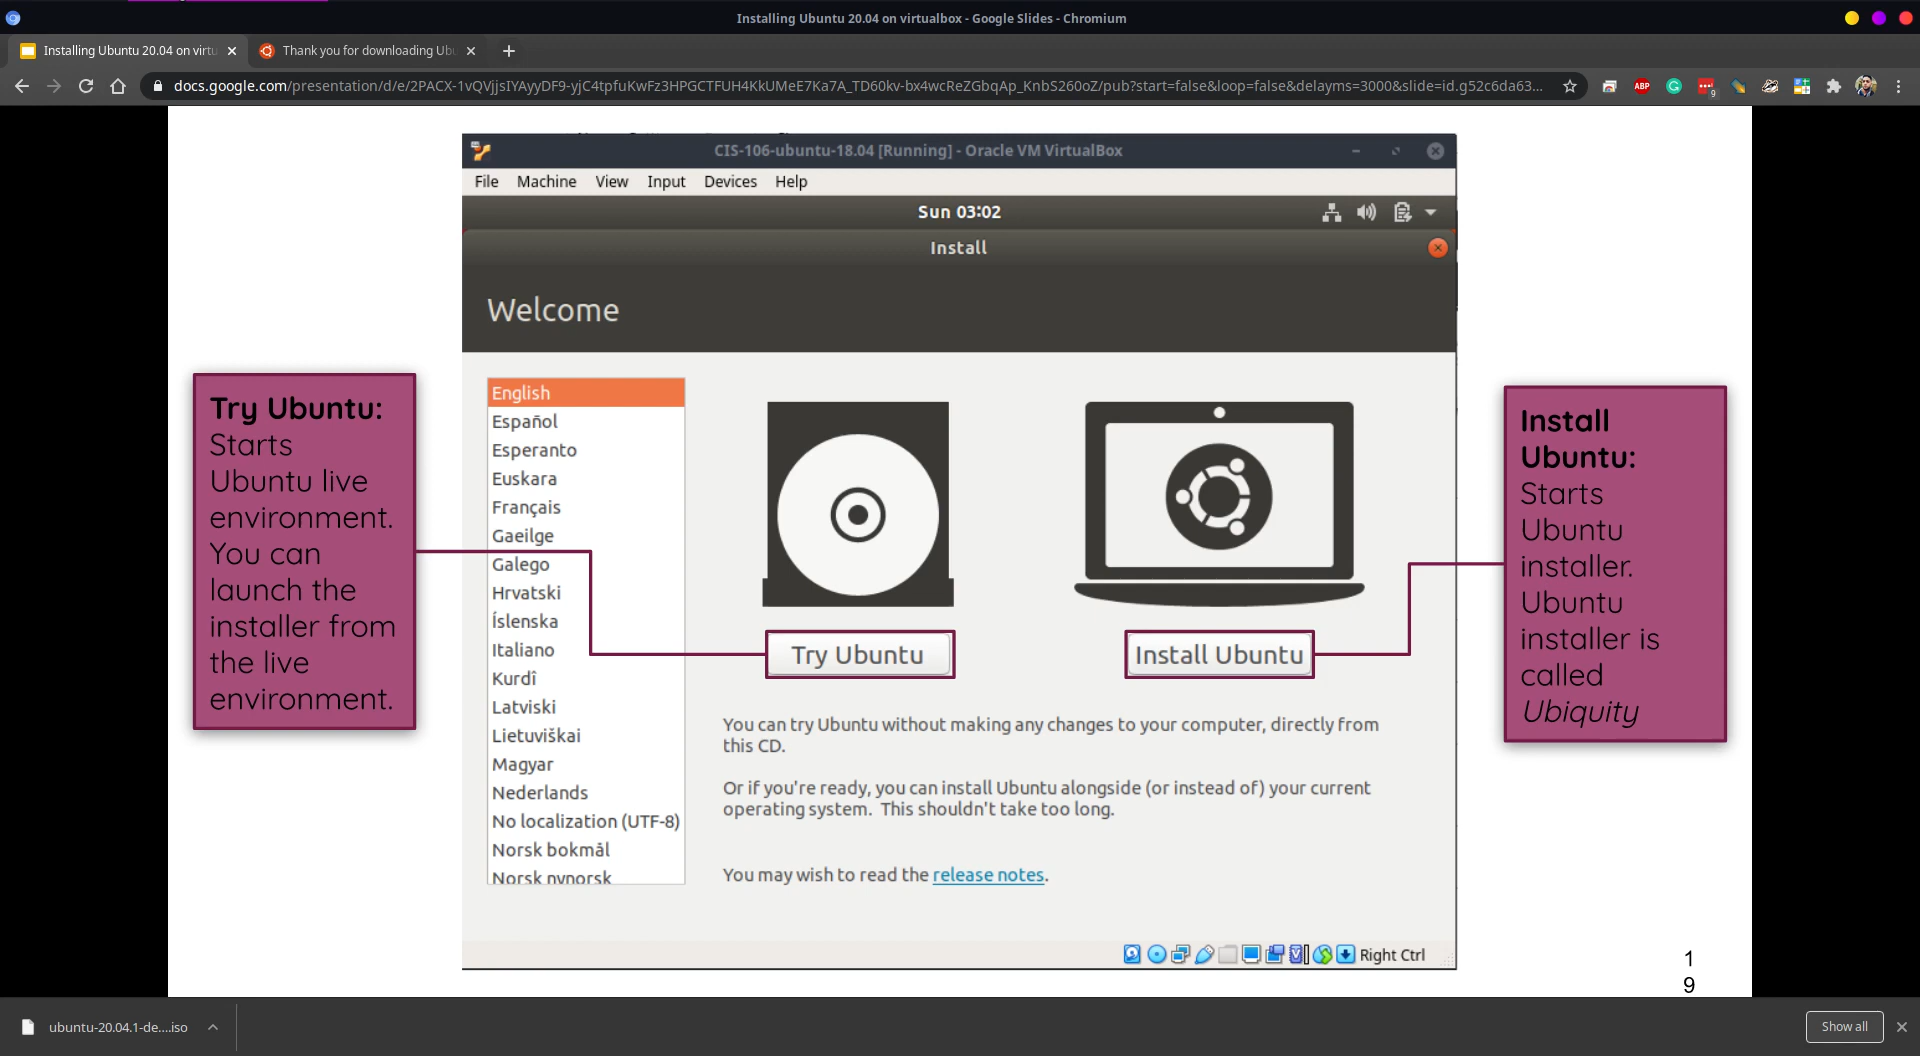 Installing Ubuntu 20.04 on virtualbox - Google Slides - Chromium
Installing Ubuntu 20.04 on virtu
Thank you for downloading Ubu
docs.google.com/presentation/d/e/2PACX-1vQVjjsIYAyyDF9-yjC4tpfuKwFz3HPGCTFUH4KkUMeE7Ka7A_TD60kv-bx4wcReZGbqAp_KnbS260oZ/pub?start=false&loop=false&delayms=3000&slide=id.g52c6da63...
ABP
9
CIS-106-ubuntu-18.04 [Running] - Oracle VM VirtualBox
File Machine View Input Devices Help
Sun 03:02
Install
Welcome
Try Ubuntu:
Starts
Ubuntu live
environment.
You can
launch the
installer from
the live
environment.
English
Español
Esperanto
Euskara
Français
Gaeilge
Galego
Hrvatski
Íslenska
Italiano
Kurdî
Latviski
Lietuviškai
Magyar
Nederlands
No localization (UTF-8)
Norsk bokmål
Norsk nynorsk
Try Ubuntu
Install Ubuntu
You can try Ubuntu without making any changes to your computer, directly from
this CD.
Or if you're ready, you can install Ubuntu alongside (or instead of) your current
operating system. This shouldn't take too long.
You may wish to read the release notes.
Install
Ubuntu:
Starts
Ubuntu
installer.
Ubuntu
installer is
called
Ubiquity
Right Ctrl
1
9
ubuntu-20.04.1-de....iso
Show all